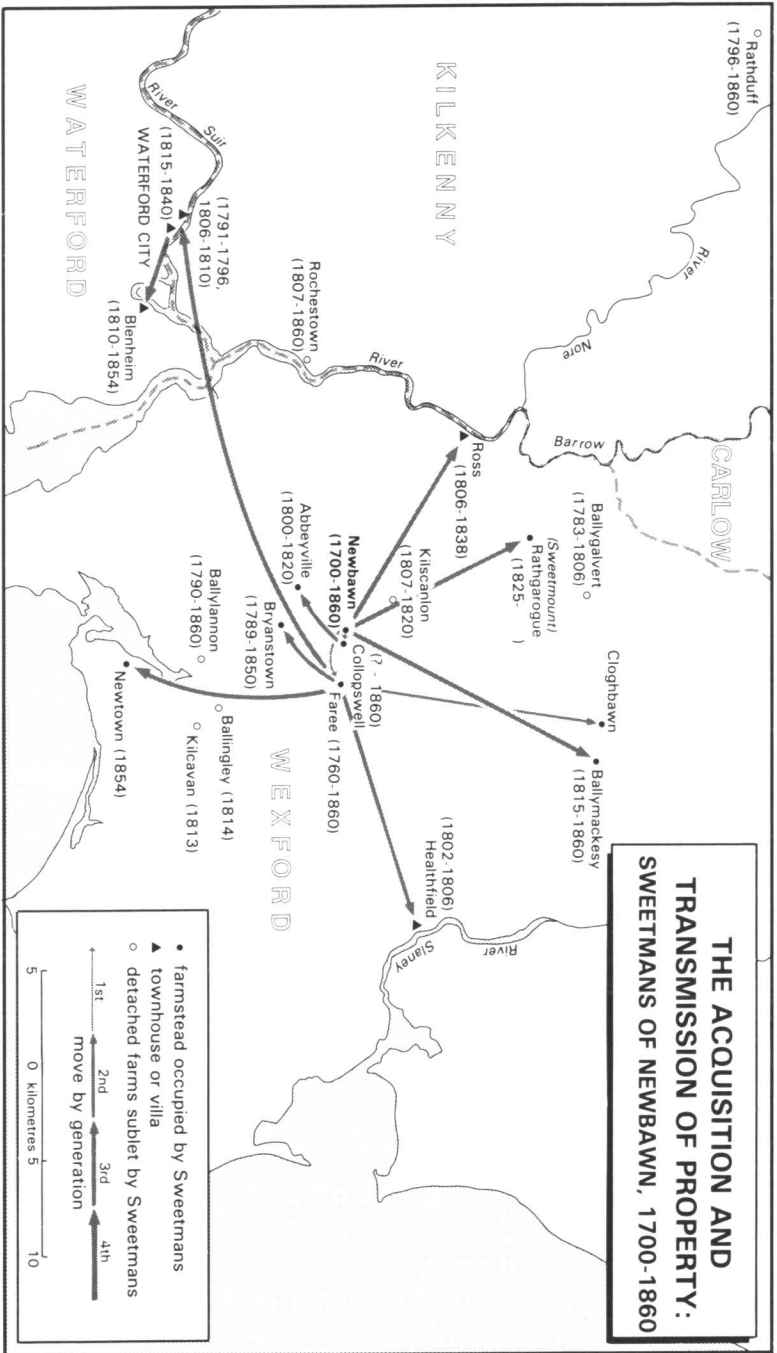 THE ACQUISITION AND
TRANSMISSION OF PROPERTY:
SWEETMANS OF NEWBAWN, 1700-1860
Rathduff
(1796-1860)
KILKENNY
River
Nore
CARLOW
Barrow
River
Ballygalvert
(1783-1806)
(Sweetmount)
Rathgarogue
(1825- )
Cloghbawn
Ballymackesy
(1815-1860)
Ross
(1806-1838)
Kilscanlon
(1807-1820)
(1802-1806)
Healthfield
River
Slaney
Rochestown
(1807-1860)
Newbawn
(1700-1860)
(? - 1860)
Collopswell
Faree (1760-1860)
Abbeyville
(1800-1820)
Bryanstown
(1789-1850)
WEXFORD
Ballylannon
(1790-1860)
Ballingley (1814)
Kilcavan (1813)
Newtown (1854)
River
Suir
(1791-1796,
1806-1810)
(1815-1840)
WATERFORD CITY
Blenheim
(1810-1854)
WATERFORD
farmstead occupied by Sweetmans
townhouse or villa
detached farms sublet by Sweetmans
1st 2nd 3rd 4th
move by generation
5 0 kilometres 5 10